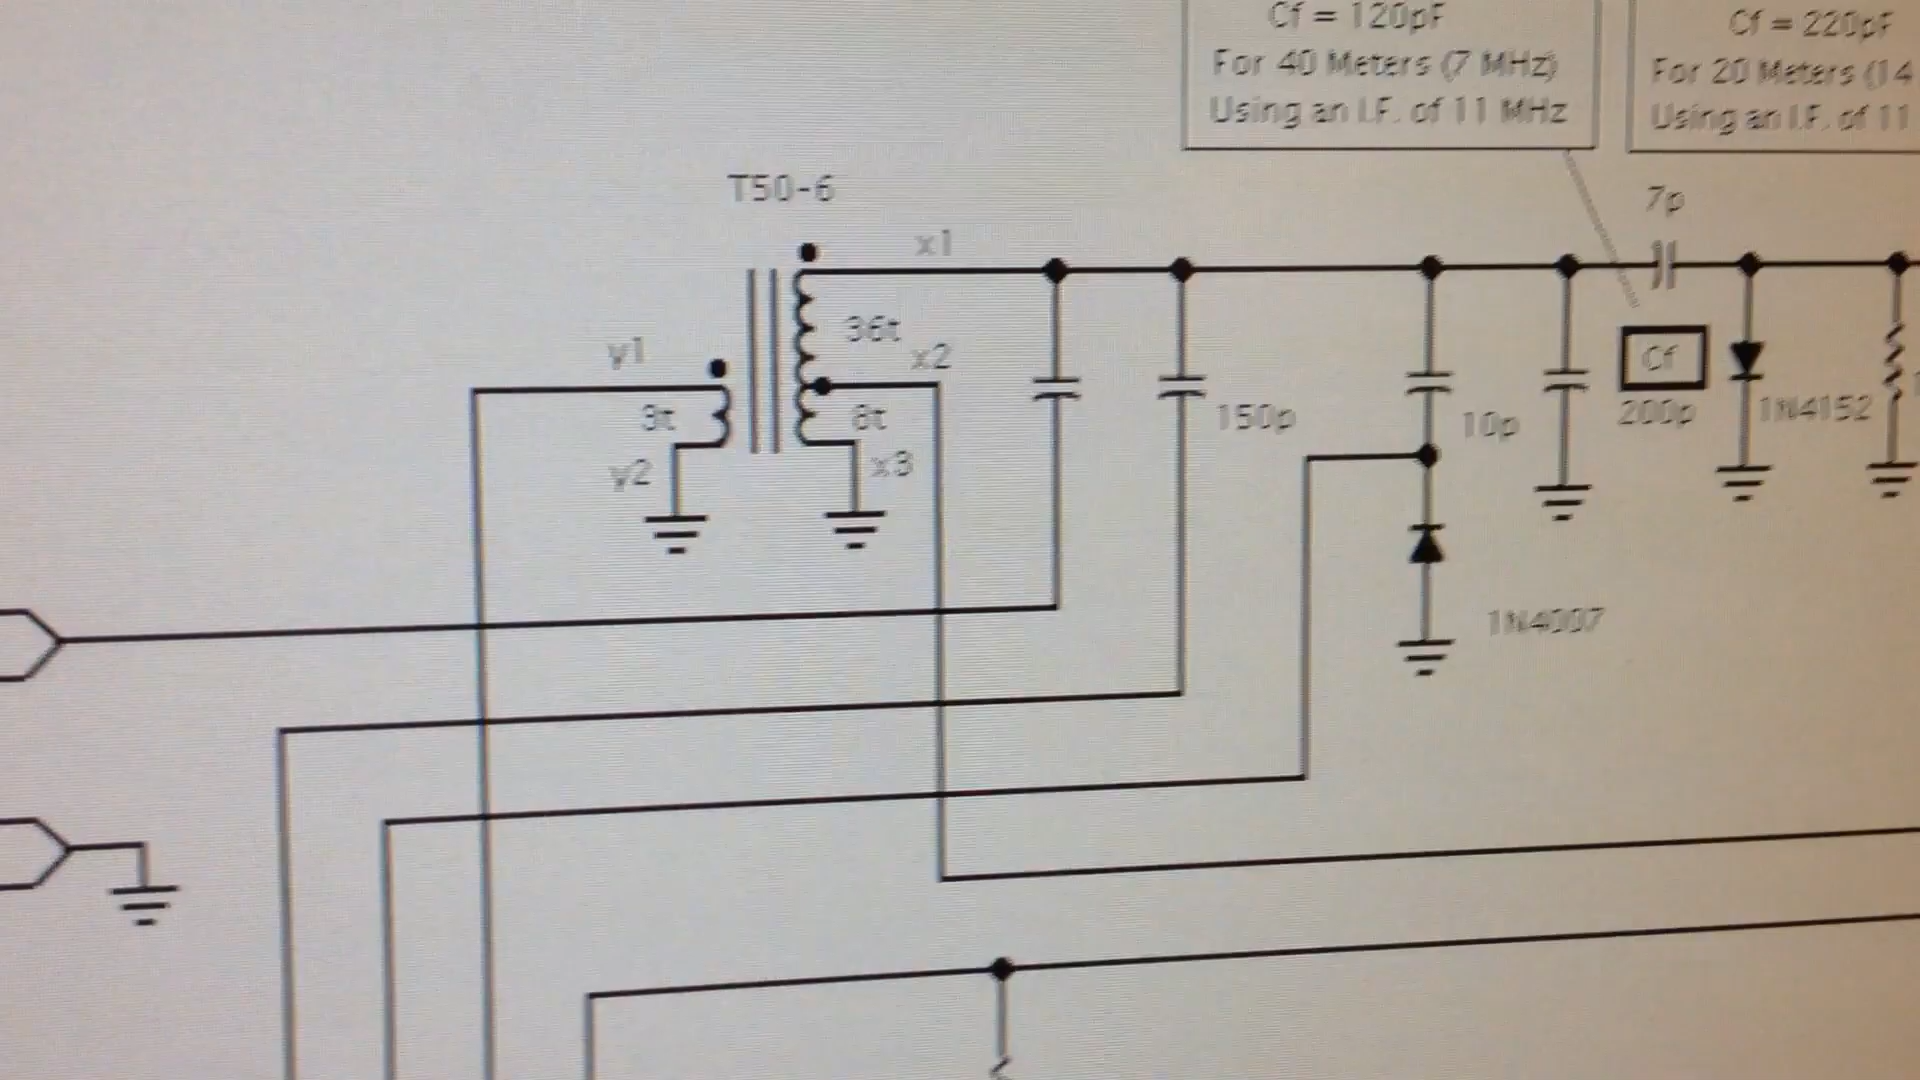 Cf = 120pF
For 40 Meters (7 MHz)
Using an I.F. of 11 MHz
Cf = 220pF
For 20 Meters (14
Using an I.F. of 11
T50-6
7p
x1
36t
x2
y1
Cf
200p
1N4152
8t
150p
10p
x3
y2
1N4007